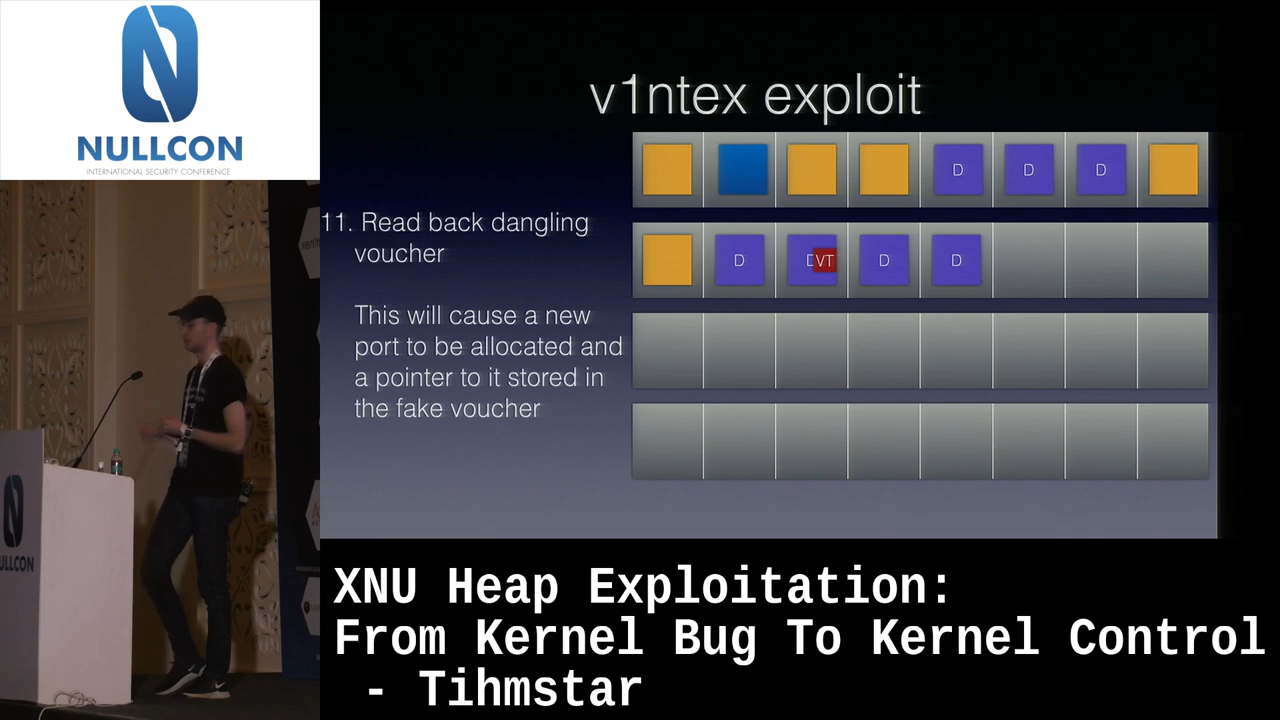 NULLCON
INTERNATIONAL SECURITY CONFERENCE
v1ntex exploit
11. Read back dangling
voucher
This will cause a new
port to be allocated and
a pointer to it stored in
the fake voucher
D D D
D D VT D D
ULLCON
XNU Heap Exploitation:
From Kernel Bug To Kernel Control
- Tihmstar